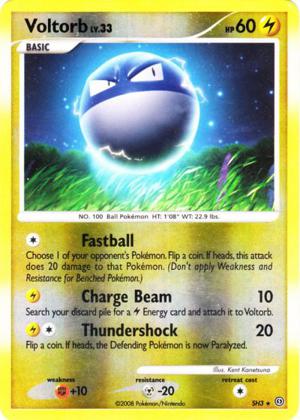 Voltorb LV.33 HP 60
BASIC
NO. 100 Ball Pokémon HT: 1'08" WT: 22.9 lbs.
Fastball
Choose 1 of your opponent's Pokémon. Flip a coin. If heads, this attack
does 20 damage to that Pokémon. (Don't apply Weakness and
Resistance for Benched Pokémon.)
Charge Beam 10
Search your discard pile for a Energy card and attach it to Voltorb.
Thundershock 20
Flip a coin. If heads, the Defending Pokémon is now Paralyzed.
Illus. Kent Kanetsuna
weakness resistance retreat cost
+10 -20
©2008 Pokémon/Nintendo SH3 ★